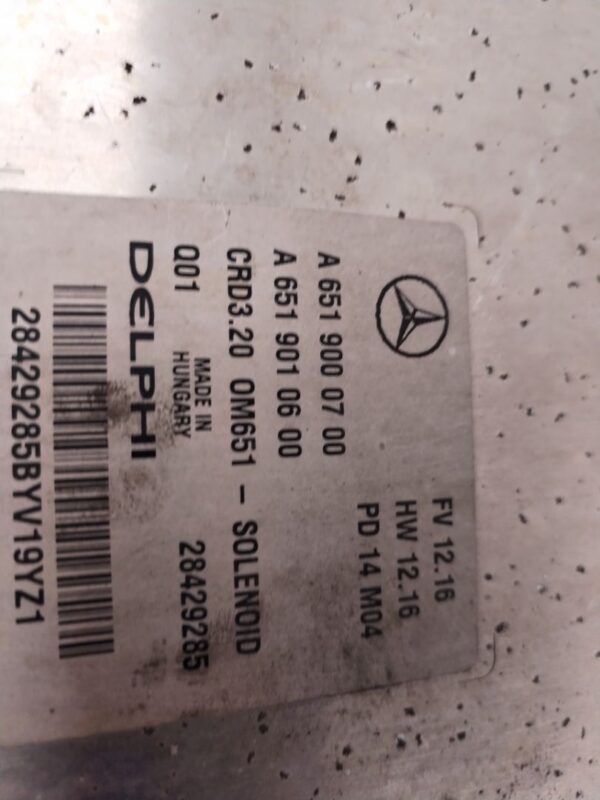 FV 12.16
HW 12.16
PD 14 M04
A 651 900 07 00
A 651 901 06 00
CRD3.20 OM651 - SOLENOID
Q01 MADE IN HUNGARY 28429285
DELPHI
28429285BYV19YZ1